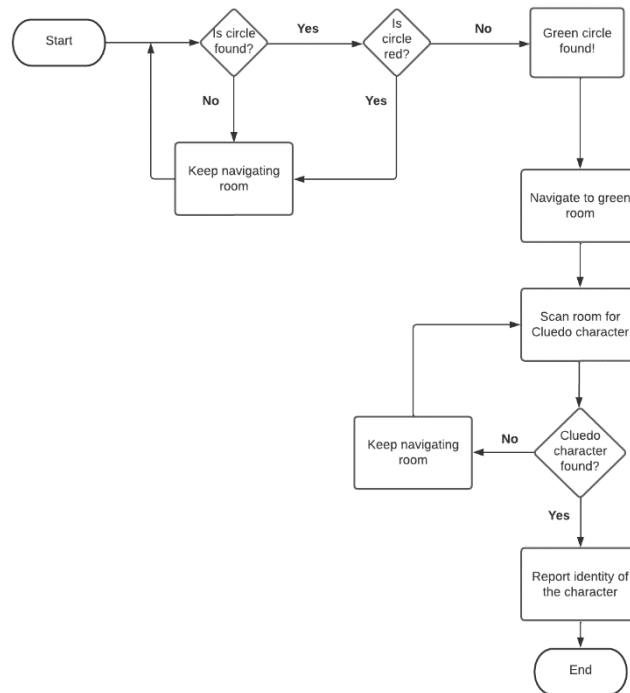 Start
Is circle
found?
Yes
Is
circle
red?
No
Green circle
found!
No
Yes
Keep navigating
room
Navigate to green
room
Scan room for
Cluedo character
Keep navigating
room
No
Cluedo
character
found?
Yes
Report identity of
the character
End